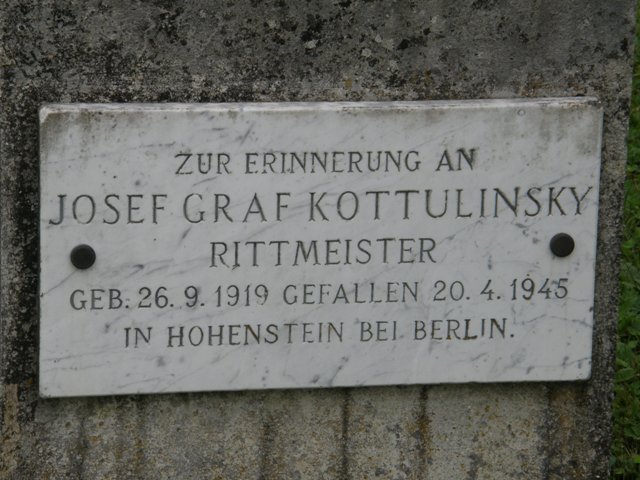 ZUR ERINNERUNG AN
JOSEF GRAF KOTTULINSKY
RITTMEISTER
GEB. 26. 9. 1919 GEFALLEN 20. 4. 1945
IN HOHENSTEIN BEI BERLIN.